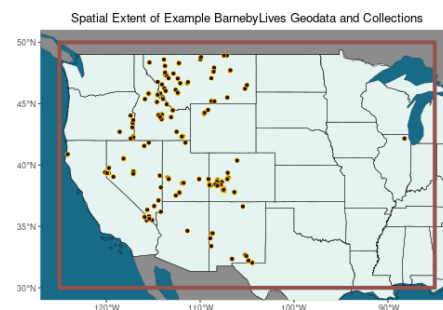 Spatial Extent of Example BarnebyLives Geodata and Collections
50°N
45°N
40°N
35°N
30°N
120°W 110°W 100°W 90°W